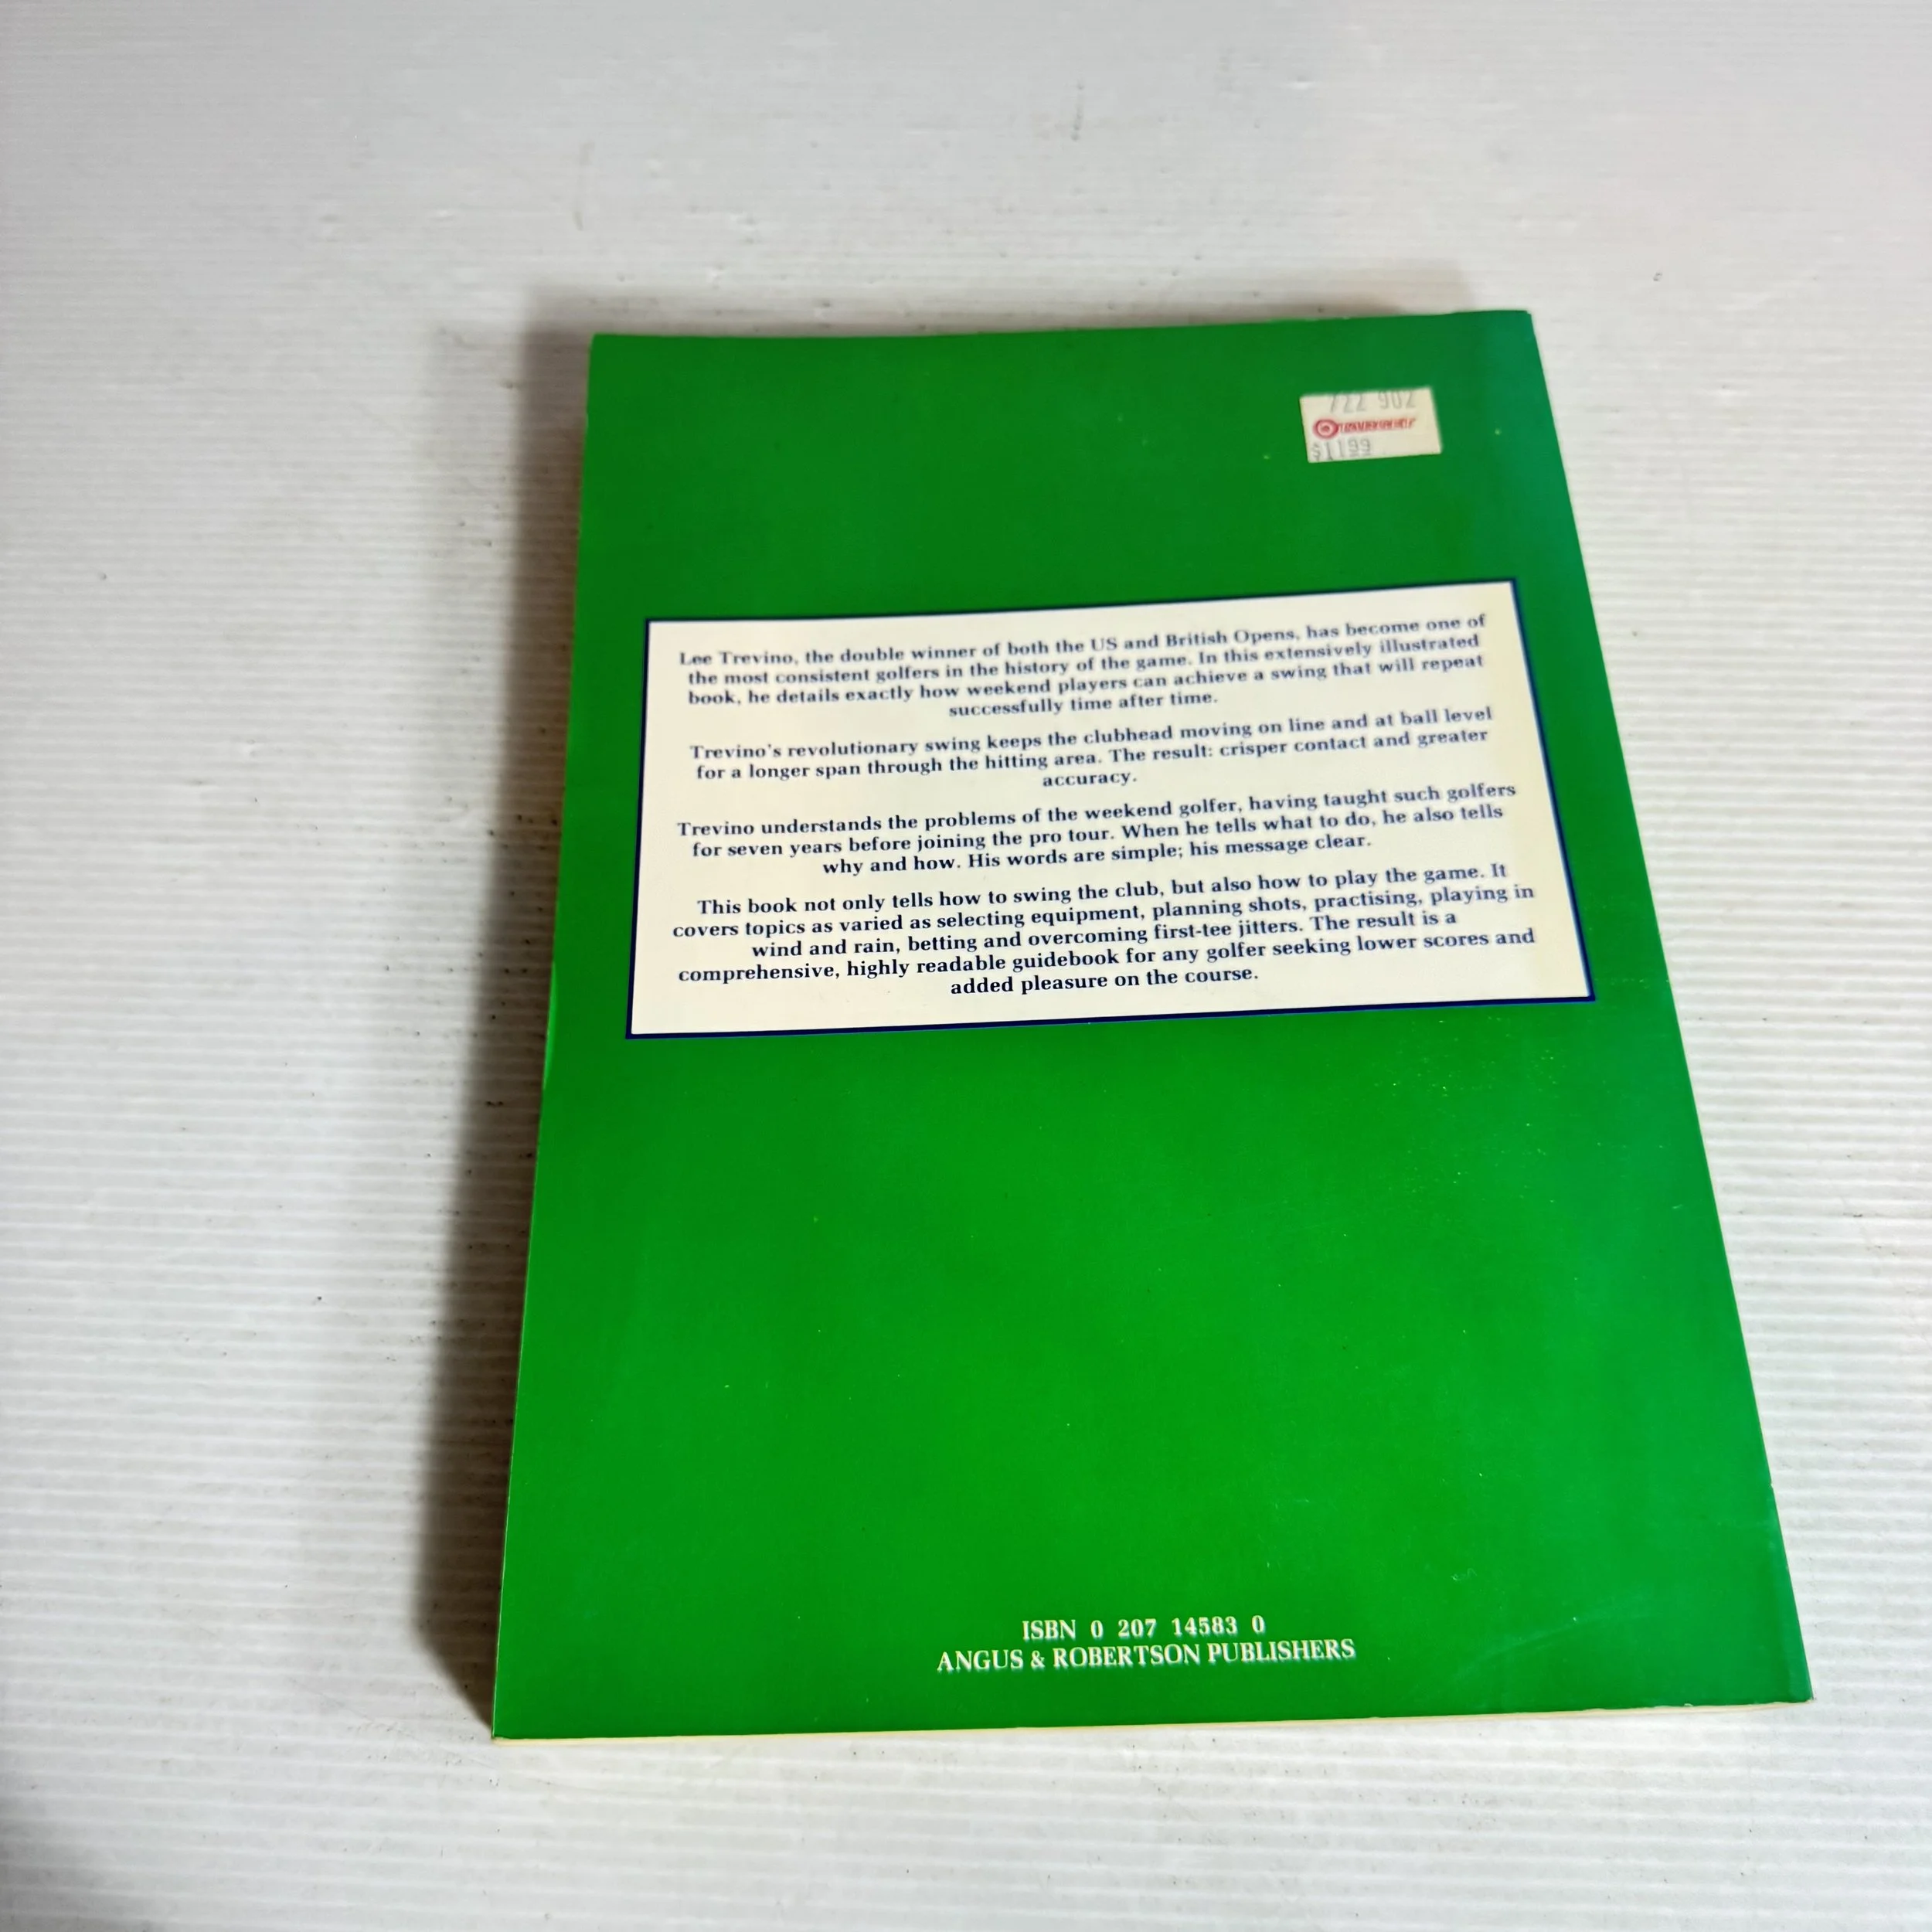 722 902
$1199
Lee Trevino, the double winner of both the US and British Opens, has become one of
the most consistent golfers in the history of the game. In this extensively illustrated
book, he details exactly how weekend players can achieve a swing that will repeat
successfully time after time.
Trevino's revolutionary swing keeps the clubhead moving on line and at ball level
for a longer span through the hitting area. The result: crisper contact and greater
accuracy.
Trevino understands the problems of the weekend golfer, having taught such golfers
for seven years before joining the pro tour. When he tells what to do, he also tells
why and how. His words are simple; his message clear.
This book not only tells how to swing the club, but also how to play the game. It
covers topics as varied as selecting equipment, planning shots, practising, playing in
wind and rain, betting and overcoming first-tee jitters. The result is a
comprehensive, highly readable guidebook for any golfer seeking lower scores and
added pleasure on the course.
ISBN 0 207 14583 0
ANGUS & ROBERTSON PUBLISHERS